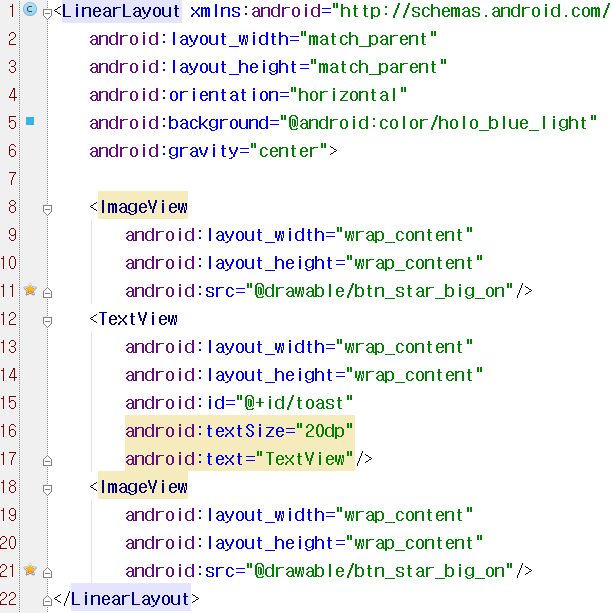 1 <LinearLayout xmlns:android="http://schemas.android.com/
2 android:layout_width="match_parent"
3 android:layout_height="match_parent"
4 android:orientation="horizontal"
5 android:background="@android:color/holo_blue_light"
6 android:gravity="center">
7
8 <ImageView
9 android:layout_width="wrap_content"
10 android:layout_height="wrap_content"
11 android:src="@drawable/btn_star_big_on"/>
12 <TextView
13 android:layout_width="wrap_content"
14 android:layout_height="wrap_content"
15 android:id="@+id/toast"
16 android:textSize="20dp"
17 android:text="TextView"/>
18 <ImageView
19 android:layout_width="wrap_content"
20 android:layout_height="wrap_content"
21 android:src="@drawable/btn_star_big_on"/>
22 </LinearLayout>